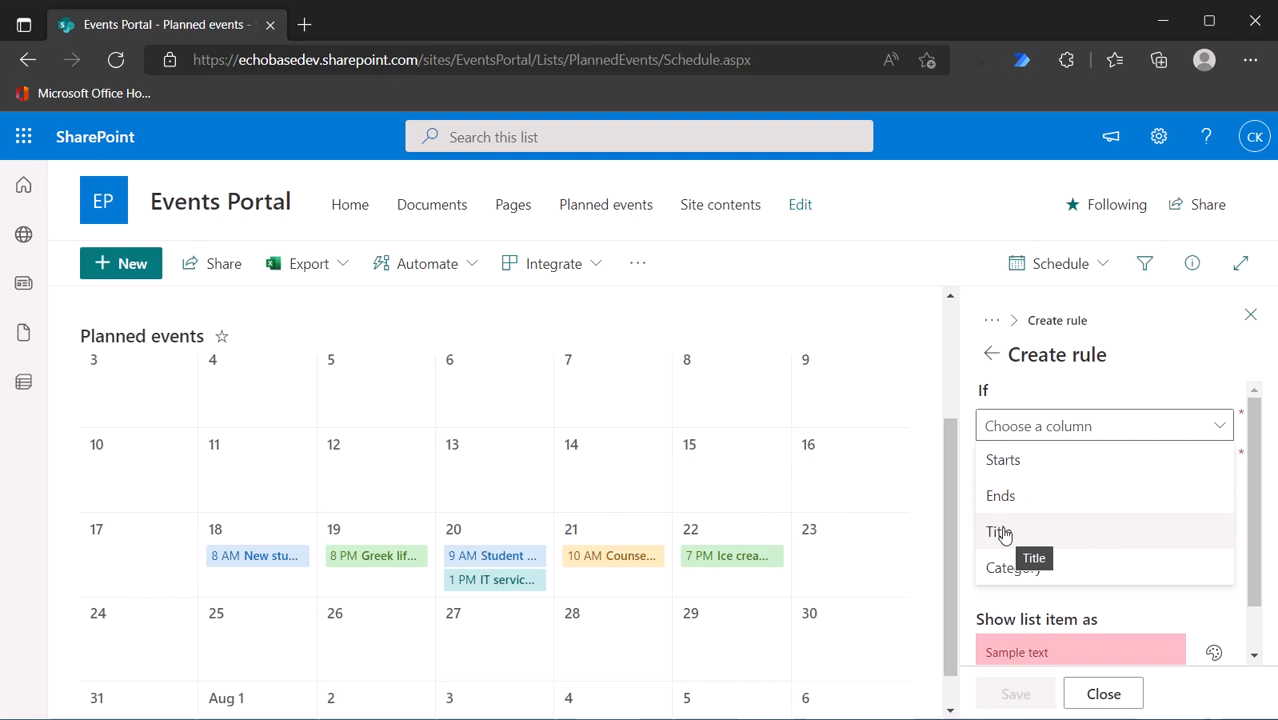 Events Portal - Planned events -
https://echobasedev.sharepoint.com/sites/EventsPortal/Lists/PlannedEvents/Schedule.aspx
Microsoft Office Ho...
SharePoint
Search this list
CK
EP
Events Portal
Home
Documents
Pages
Planned events
Site contents
Edit
Following
Share
New
Share
Export
Automate
Integrate
Schedule
Planned events
3 4 5 6 7 8 9
10 11 12 13 14 15 16
17 18 19 20 21 22 23
8 AM New stu...
8 PM Greek lif...
9 AM Student ...
10 AM Counse...
7 PM Ice crea...
1 PM IT servic...
24 25 26 27 28 29 30
31 Aug 1 2 3 4 5 6
Create rule
Create rule
If
Choose a column
*
Starts
*
Ends
Title
Title
Category
Show list item as
Sample text
Save
Close